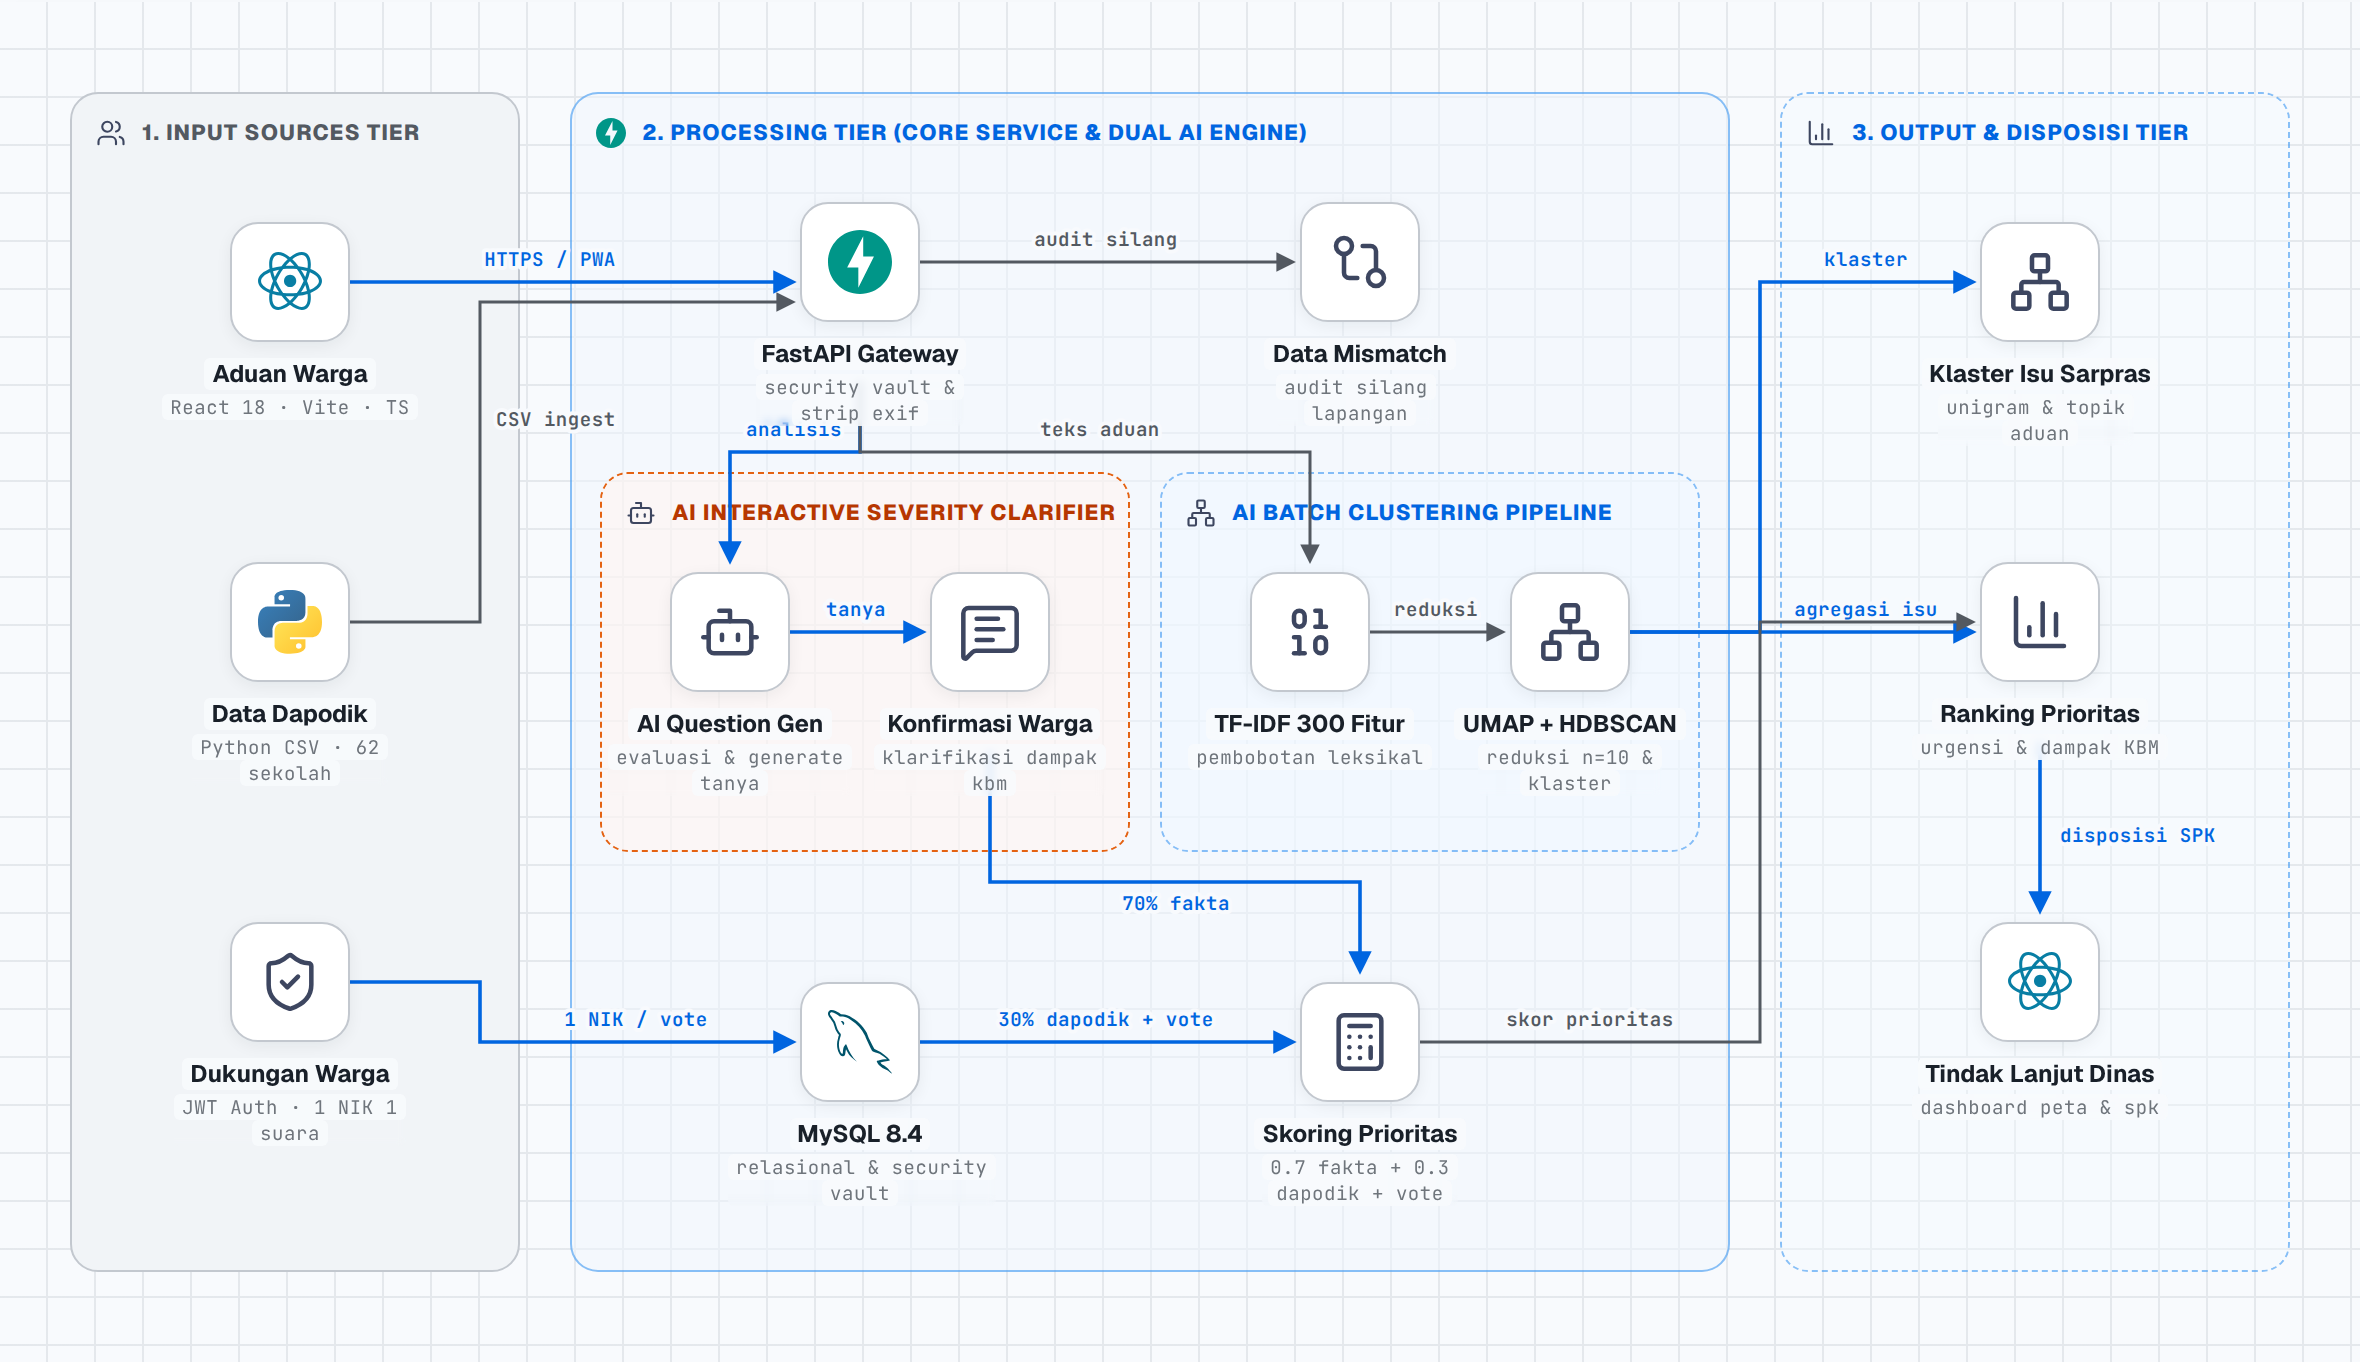 1. INPUT SOURCES TIER
Aduan Warga
React 18 · Vite · TS
Data Dapodik
Python CSV · 62
sekolah
Dukungan Warga
JWT Auth · 1 NIK 1
suara
HTTPS / PWA
CSV ingest
1 NIK / vote
2. PROCESSING TIER (CORE SERVICE & DUAL AI ENGINE)
FastAPI Gateway
security vault &
strip exif
audit silang
Data Mismatch
audit silang
lapangan
analisis
teks aduan
AI INTERACTIVE SEVERITY CLARIFIER
AI Question Gen
evaluasi & generate
tanya
tanya
Konfirmasi Warga
klarifikasi dampak
kbm
AI BATCH CLUSTERING PIPELINE
01
10
TF-IDF 300 Fitur
pembobotan leksikal
reduksi
UMAP + HDBSCAN
reduksi n=10 &
klaster
70% fakta
MySQL 8.4
relasional & security
vault
30% dapodik + vote
Skoring Prioritas
0.7 fakta + 0.3
dapodik + vote
skor prioritas
3. OUTPUT & DISPOSISI TIER
klaster
Klaster Isu Sarpras
unigram & topik
aduan
agregasi isu
Ranking Prioritas
urgensi & dampak KBM
disposisi SPK
Tindak Lanjut Dinas
dashboard peta & spk